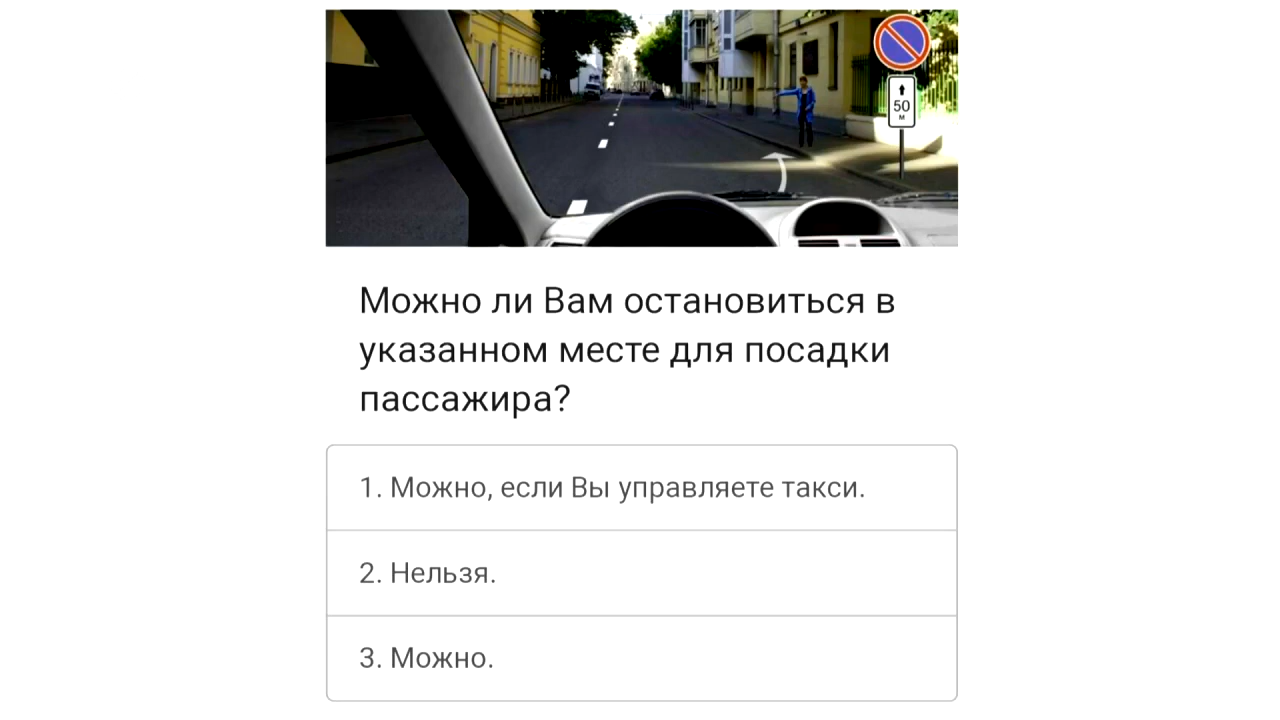 50
м
Можно ли Вам остановиться в
указанном месте для посадки
пассажира?
1. Можно, если Вы управляете такси.
2. Нельзя.
3. Можно.